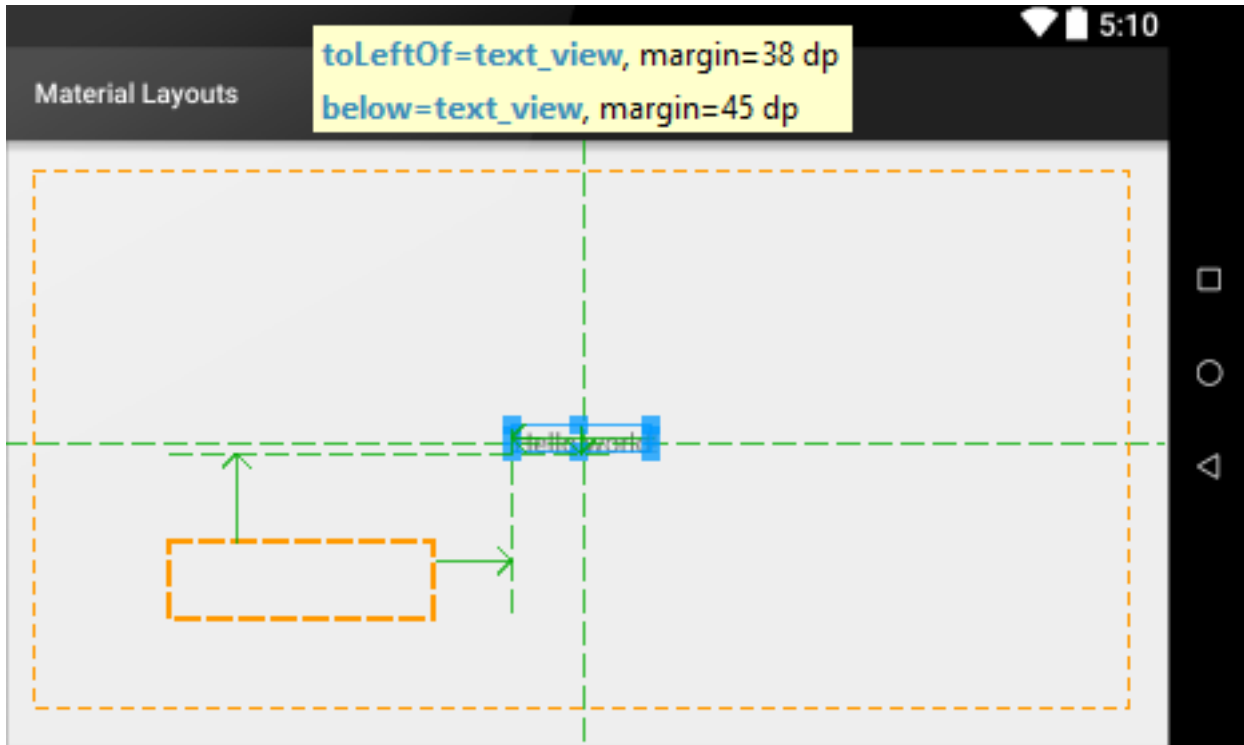 5:10
toLeftOf=text_view, margin=38 dp
Material Layouts
below=text_view, margin=45 dp